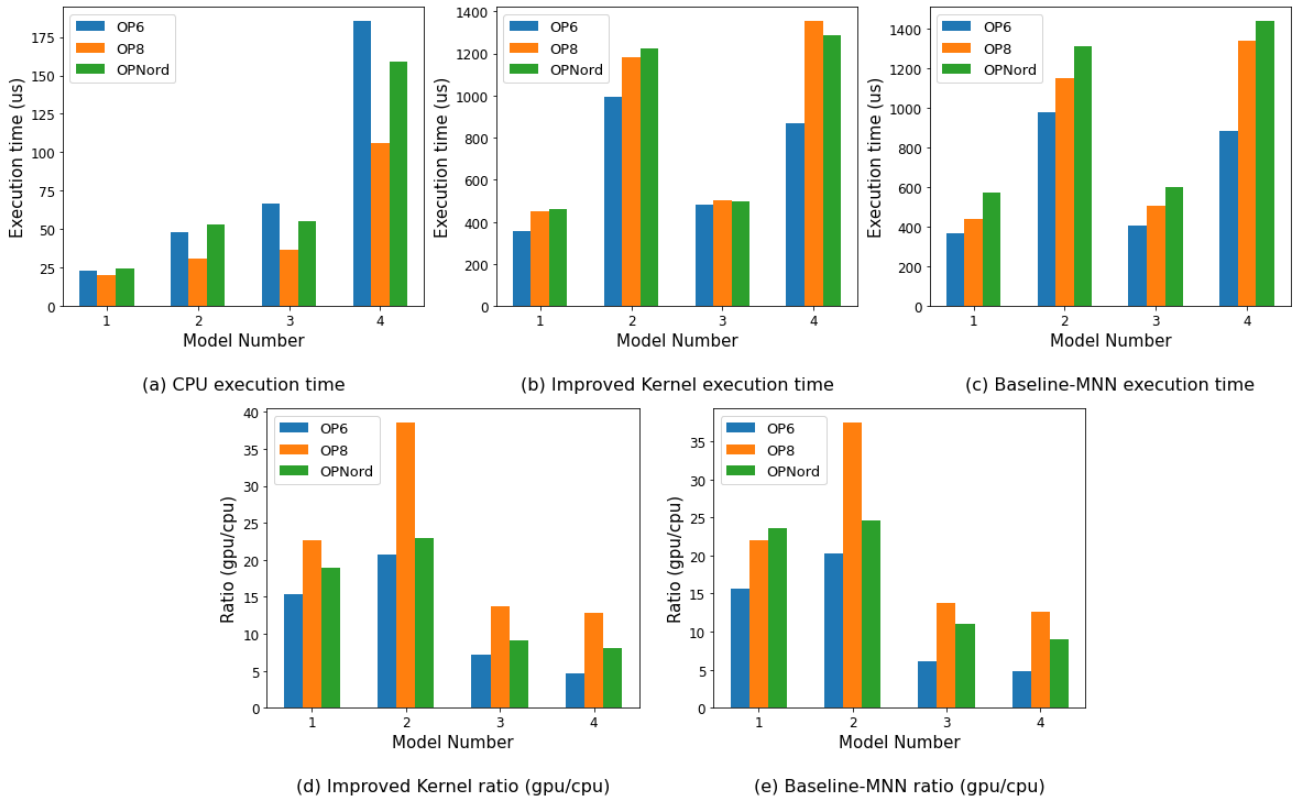 Execution time (us)
175
150
125
100
75
50
25
0
OP6
OP8
OPNord
1 2 3 4
Model Number
(a) CPU execution time
Execution time (us)
1400
1200
1000
800
600
400
200
0
OP6
OP8
OPNord
1 2 3 4
Model Number
(b) Improved Kernel execution time
Execution time (us)
1400
1200
1000
800
600
400
200
0
OP6
OP8
OPNord
1 2 3 4
Model Number
(c) Baseline-MNN execution time
Ratio (gpu/cpu)
40
35
30
25
20
15
10
5
0
OP6
OP8
OPNord
1 2 3 4
Model Number
(d) Improved Kernel ratio (gpu/cpu)
Ratio (gpu/cpu)
35
30
25
20
15
10
5
0
OP6
OP8
OPNord
1 2 3 4
Model Number
(e) Baseline-MNN ratio (gpu/cpu)